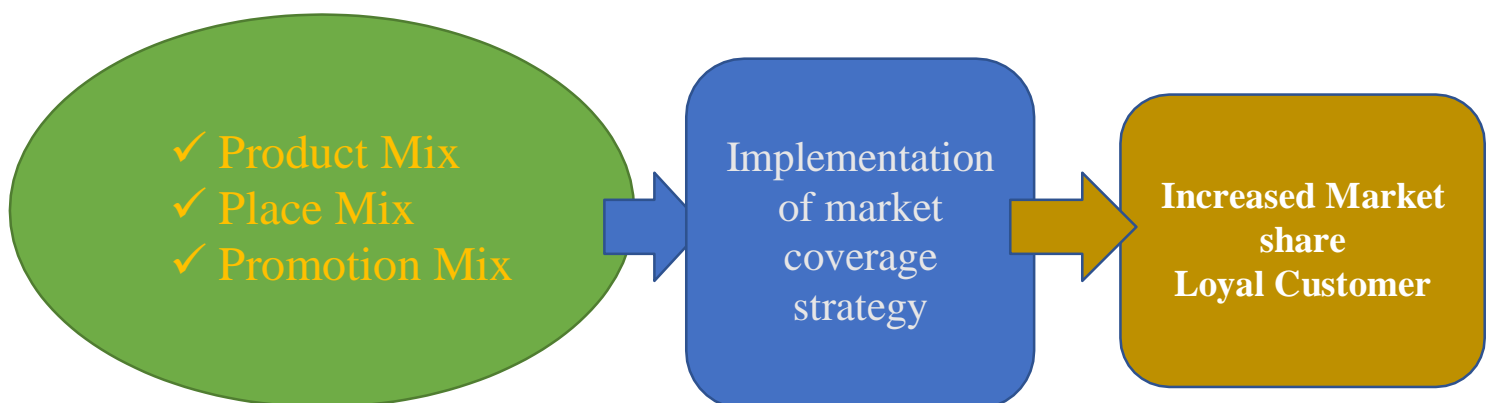 ✓ Product Mix
✓ Place Mix
✓ Promotion Mix
Implementation
of market
coverage
strategy
Increased Market
share
Loyal Customer